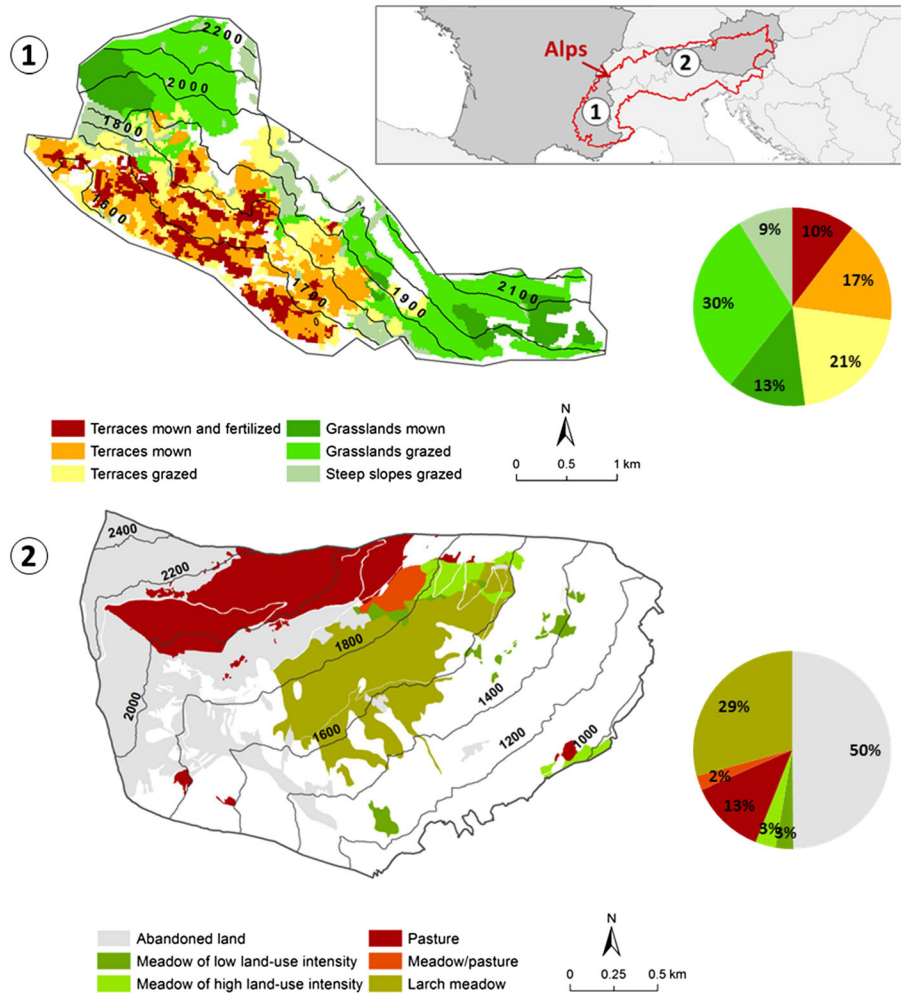 1
2200
2000
1800
1600
1700
1900
2100
Alps
1
2
9%
10%
17%
21%
13%
30%
Terraces mown and fertilized
Terraces mown
Terraces grazed
Grasslands mown
Grasslands grazed
Steep slopes grazed
N
0 0.5 1 km
2
2400
2200
2000
1800
1600
1400
1200
1000
29%
50%
2%
13%
3%
3%
Abandoned land
Meadow of low land-use intensity
Meadow of high land-use intensity
Pasture
Meadow/pasture
Larch meadow
N
0 0.25 0.5 km